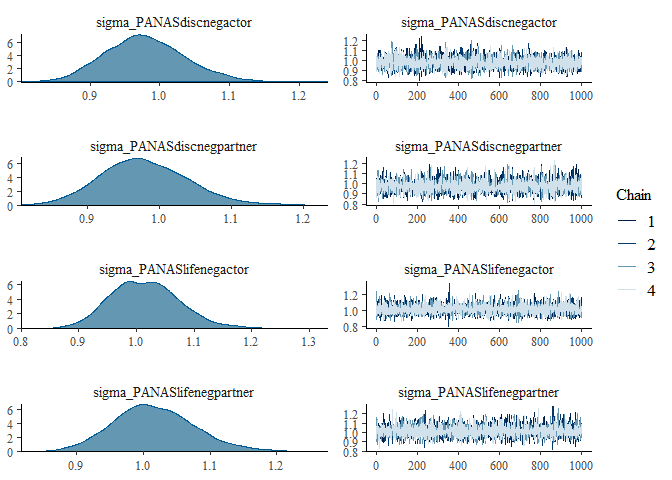 sigma_PANASdiscnegactor
6
4
2
0
0.9 1.0 1.1 1.2
sigma_PANASdiscnegactor
1.2
1.1
1.0
0.9
0.8
0 200 400 600 800 1000
sigma_PANASdiscnegpartner
6
4
2
0
0.9 1.0 1.1 1.2
sigma_PANASdiscnegpartner
1.2
1.1
1.0
0.9
0.8
0 200 400 600 800 1000
sigma_PANASlifenegactor
6
4
2
0
0.8 0.9 1.0 1.1 1.2 1.3
sigma_PANASlifenegactor
1.2
1.0
0.8
0 200 400 600 800 1000
sigma_PANASlifenegpartner
6
4
2
0
0.9 1.0 1.1 1.2
sigma_PANASlifenegpartner
1.2
1.1
1.0
0.9
0.8
0 200 400 600 800 1000
Chain
1
2
3
4